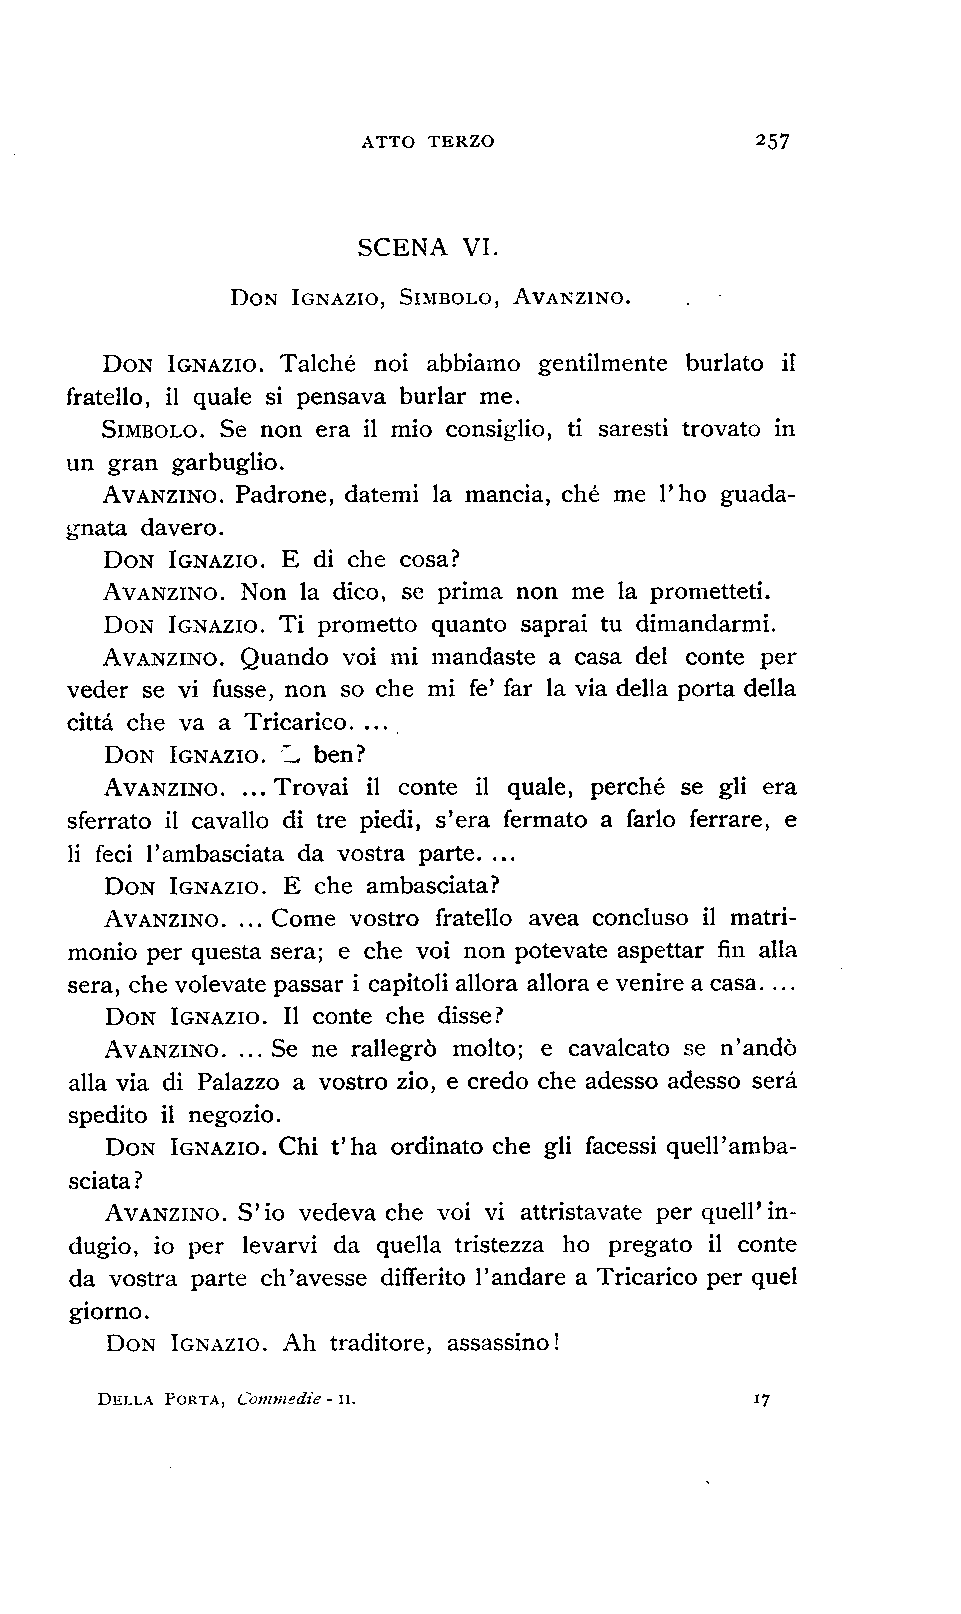 ATTO TERZO 257
SCENA VI.
DON IGNAZIO, SIMBOLO, AVANZINO.
DON IGNAZIO. Talché noi abbiamo gentilmente burlato il
fratello, il quale si pensava burlar me.
SIMBOLO. Se non era il mio consiglio, ti saresti trovato in
un gran garbuglio.
AVANZINO. Padrone, datemi la mancia, ché me l'ho guada-
gnata davero.
DON IGNAZIO. E di che cosa?
AVANZINO. Non la dico, se prima non me la prometteti.
DON IGNAZIO. Ti prometto quanto saprai tu dimandarmi.
AVANZINO. Quando voi mi mandaste a casa del conte per
veder se vi fusse, non so che mi fe' far la via della porta della
cittá che va a Tricarico. ...
DON IGNAZIO. ben?
AVANZINO. ... Trovai il conte il quale, perché se gli era
sferrato il cavallo di tre piedi, s'era fermato a farlo ferrare, e
li feci l'ambasciata da vostra parte. ...
DON IGNAZIO. E che ambasciata?
AVANZINO. ... Come vostro fratello avea concluso il matri-
monio per questa sera; e che voi non potevate aspettar fin alla
sera, che volevate passar i capitoli allora allora e venire a casa. ...
DON IGNAZIO. Il conte che disse?
AVANZINO. ... Se ne rallegrò molto; e cavalcato se n'andò
alla via di Palazzo a vostro zio, e credo che adesso adesso será
spedito il negozio.
DON IGNAZIO. Chi t'ha ordinato che gli facessi quell'amba-
sciata?
AVANZINO. S'io vedeva che voi vi attristavate per quell'in-
dugio, io per levarvi da quella tristezza ho pregato il conte
da vostra parte ch'avesse differito l'andare a Tricarico per quel
giorno.
DON IGNAZIO. Ah traditore, assassino!
DELLA PORTA, Commedie - II. 17